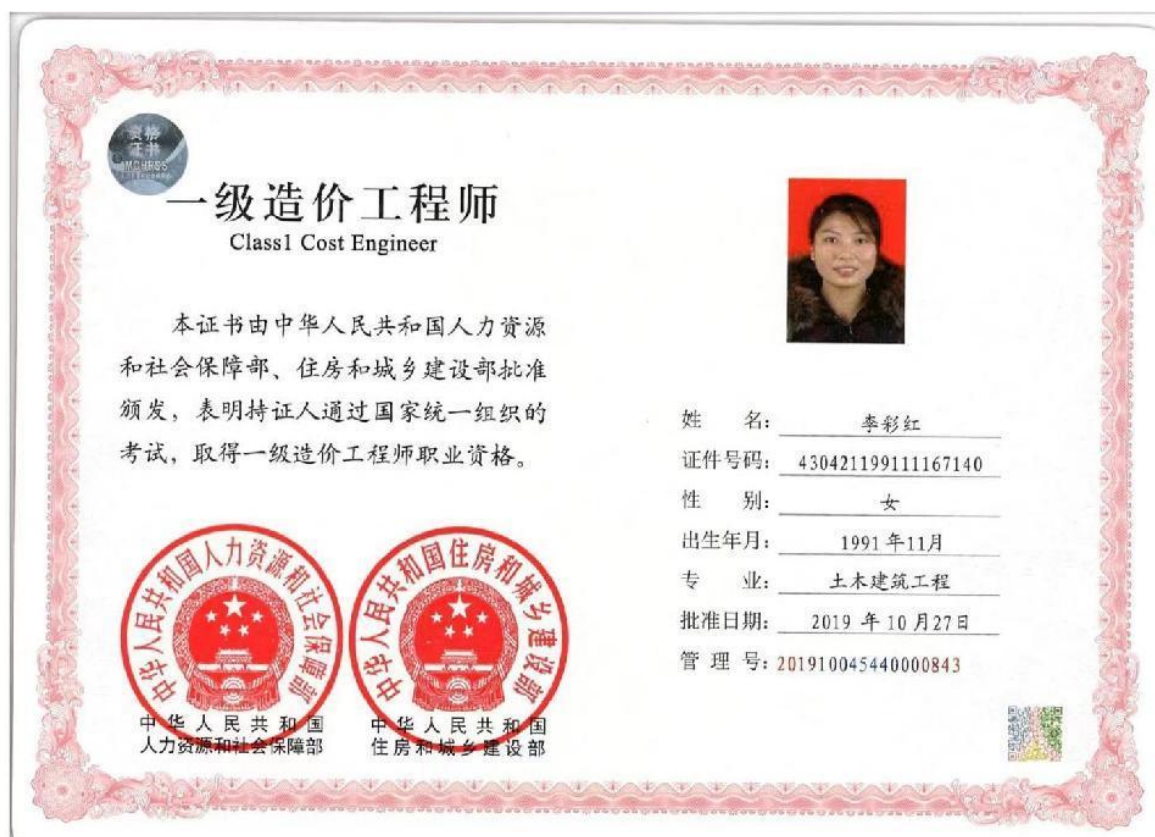 资格
证书
MOHRSS
一级造价工程师
Class1 Cost Engineer
本证书由中华人民共和国人力资源
和社会保障部、住房和城乡建设部批准
颁发，表明持证人通过国家统一组织的
考试，取得一级造价工程师职业资格。
中华人民共和国人力资源和社会保障部
中华人民共和国
人力资源和社会保障部
中华人民共和国住房和城乡建设部
中华人民共和国
住房和城乡建设部
姓 名：李彩红
证件号码：430421199111167140
性 别：女
出生年月：1991年11月
专 业：土木建筑工程
批准日期：2019 年 10 月27日
管 理 号：201910045440000843